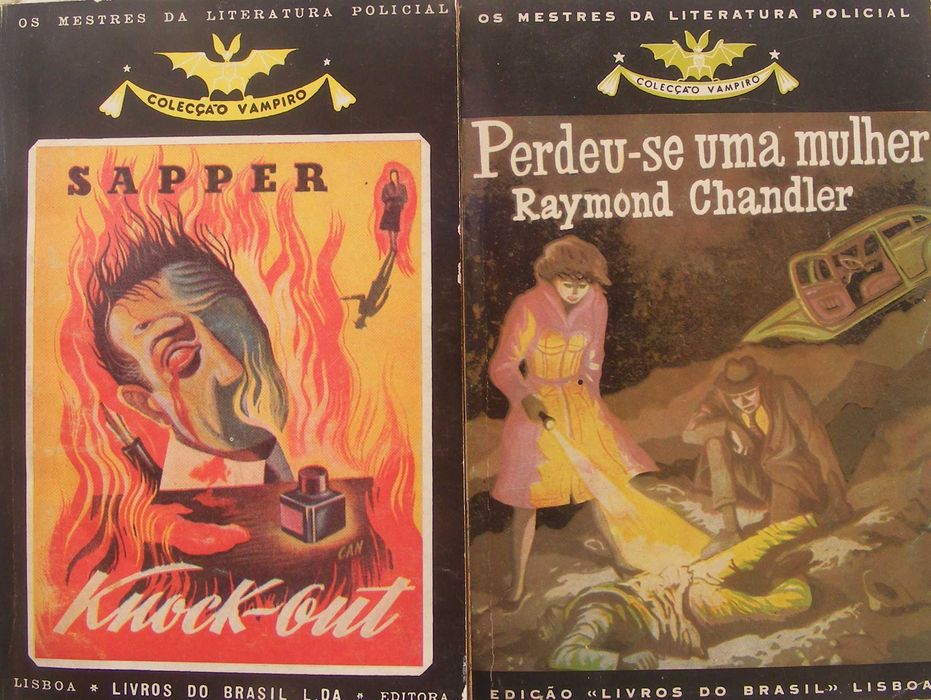 OS MESTRES DA LITERATURA POLICIAL
COLECÇÃO VAMPIRO
SAPPER
CAN
Knock-out
LISBOA * LIVROS DO BRASIL L.DA * EDITORA
OS MESTRES DA LITERATURA POLICIAL
COLECÇÃO VAMPIRO
Perdeu-se uma mulher
Raymond Chandler
EDIÇÃO «LIVROS DO BRASIL» LISBOA